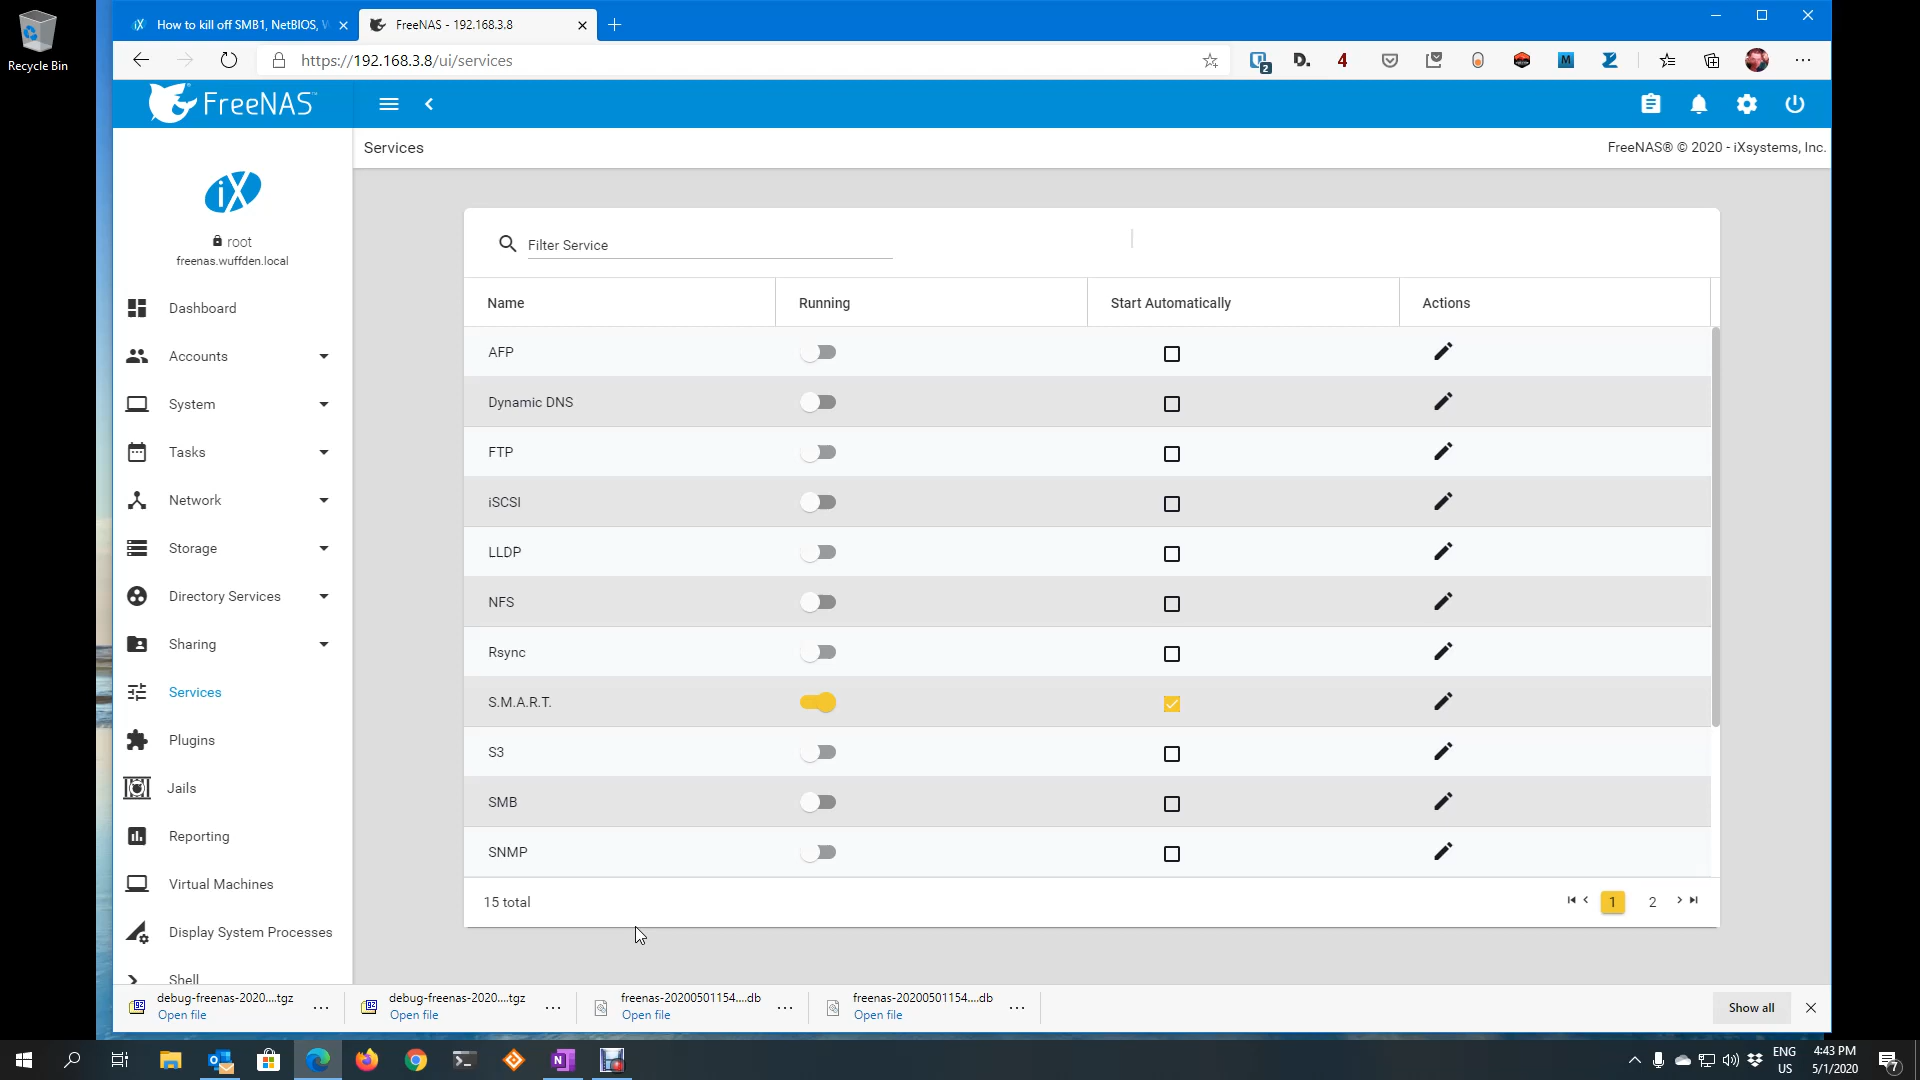 Recycle Bin
How to kill off SMB1, NetBIOS, W
FreeNAS - 192.168.3.8
https://192.168.3.8/ui/services
2
D.
4
M
Z
FreeNAS™
Services
FreeNAS® © 2020 - iXsystems, Inc.
iX
root
freenas.wuffden.local
Dashboard
Accounts
System
Tasks
Network
Storage
Directory Services
Sharing
Services
Plugins
Jails
Reporting
Virtual Machines
Display System Processes
Shell
Filter Service
Name Running Start Automatically Actions
AFP
Dynamic DNS
FTP
iSCSI
LLDP
NFS
Rsync
S.M.A.R.T.
S3
SMB
SNMP
15 total
1 2
debug-freenas-2020....tgz
Open file
debug-freenas-2020....tgz
Open file
freenas-20200501154....db
Open file
freenas-20200501154....db
Open file
Show all
ENG
US
4:43 PM
5/1/2020
7